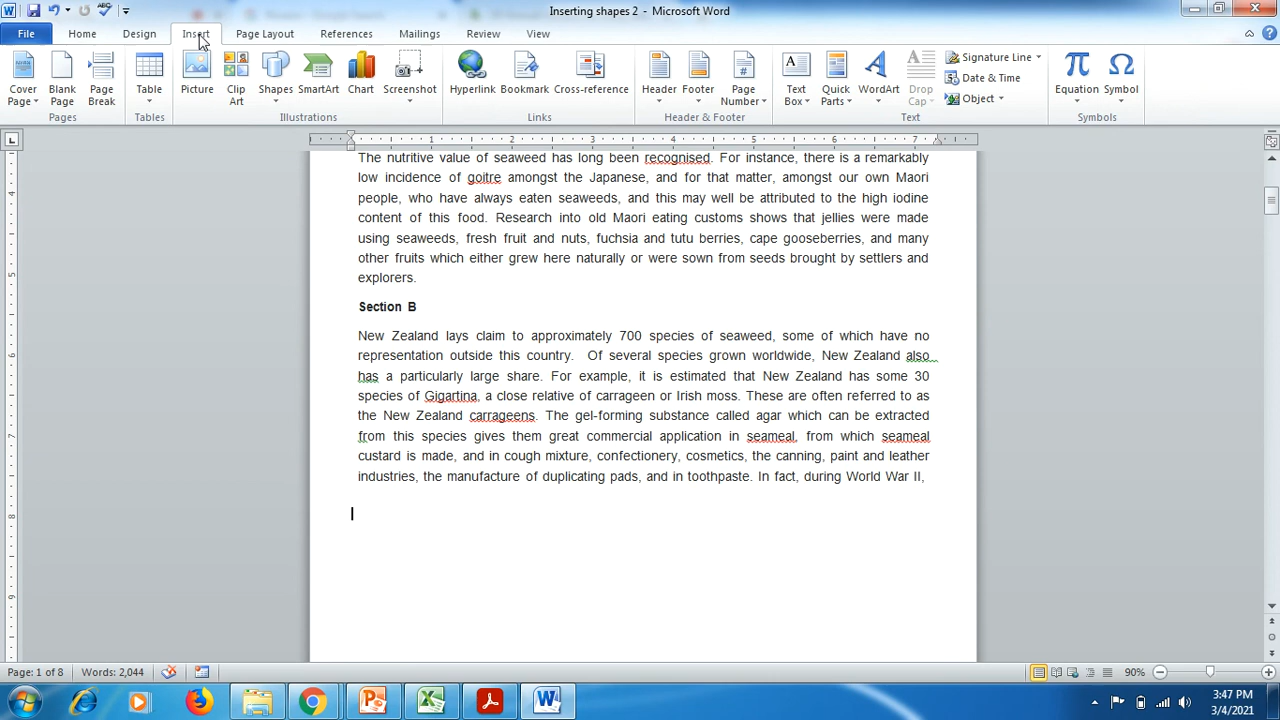 Inserting shapes 2 - Microsoft Word
File Home Design Insert Page Layout References Mailings Review View
Cover Page Blank Page Page Break Table Picture Clip Art Shapes SmartArt Chart Screenshot Hyperlink Bookmark Cross-reference Header Footer Page Number Text Box Quick Parts WordArt Drop Cap Signature Line Date & Time Object Equation Symbol
Pages Tables Illustrations Links Header & Footer Text Symbols
The nutritive value of seaweed has long been recognised. For instance, there is a remarkably
low incidence of goitre amongst the Japanese, and for that matter, amongst our own Maori
people, who have always eaten seaweeds, and this may well be attributed to the high iodine
content of this food. Research into old Maori eating customs shows that jellies were made
using seaweeds, fresh fruit and nuts, fuchsia and tutu berries, cape gooseberries, and many
other fruits which either grew here naturally or were sown from seeds brought by settlers and
explorers.
Section B
New Zealand lays claim to approximately 700 species of seaweed, some of which have no
representation outside this country. Of several species grown worldwide, New Zealand also
has a particularly large share. For example, it is estimated that New Zealand has some 30
species of Gigartina, a close relative of carrageen or Irish moss. These are often referred to as
the New Zealand carrageens. The gel-forming substance called agar which can be extracted
from this species gives them great commercial application in seameal, from which seameal
custard is made, and in cough mixture, confectionery, cosmetics, the canning, paint and leather
industries, the manufacture of duplicating pads, and in toothpaste. In fact, during World War II,
Page: 1 of 8 Words: 2,044 90%
3:47 PM
3/4/2021